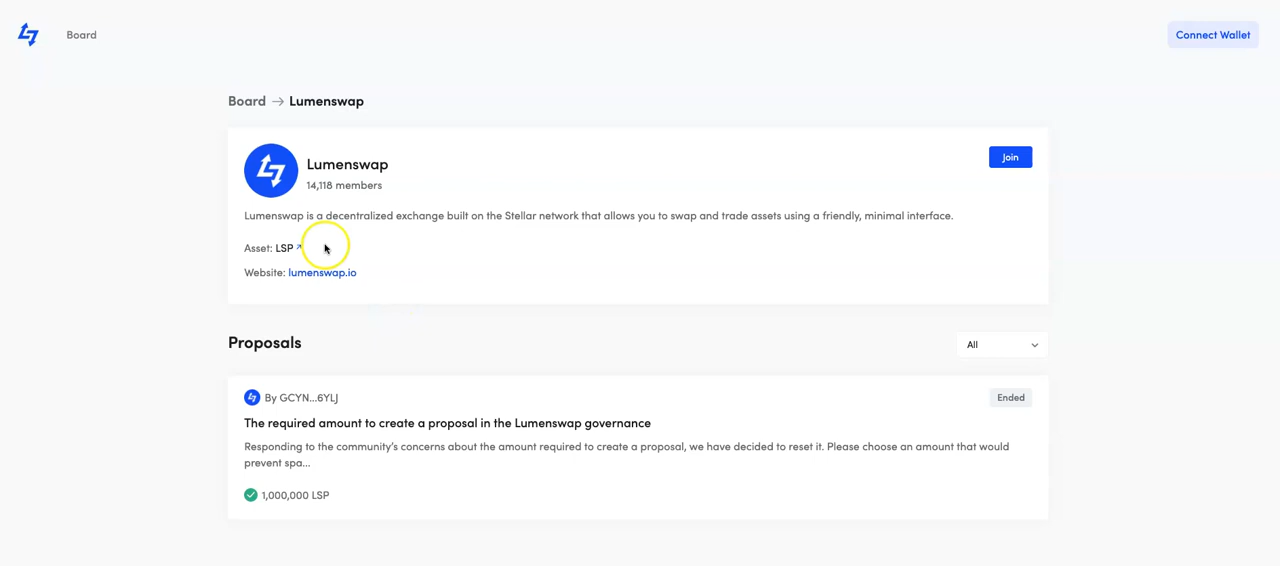 Board
Connect Wallet
Board → Lumenswap
Lumenswap
14,118 members
Join
Lumenswap is a decentralized exchange built on the Stellar network that allows you to swap and trade assets using a friendly, minimal interface.
Asset: LSP
Website: lumenswap.io
Proposals
All
By GCYN...6YLJ
Ended
The required amount to create a proposal in the Lumenswap governance
Responding to the community's concerns about the amount required to create a proposal, we have decided to reset it. Please choose an amount that would
prevent spa...
1,000,000 LSP